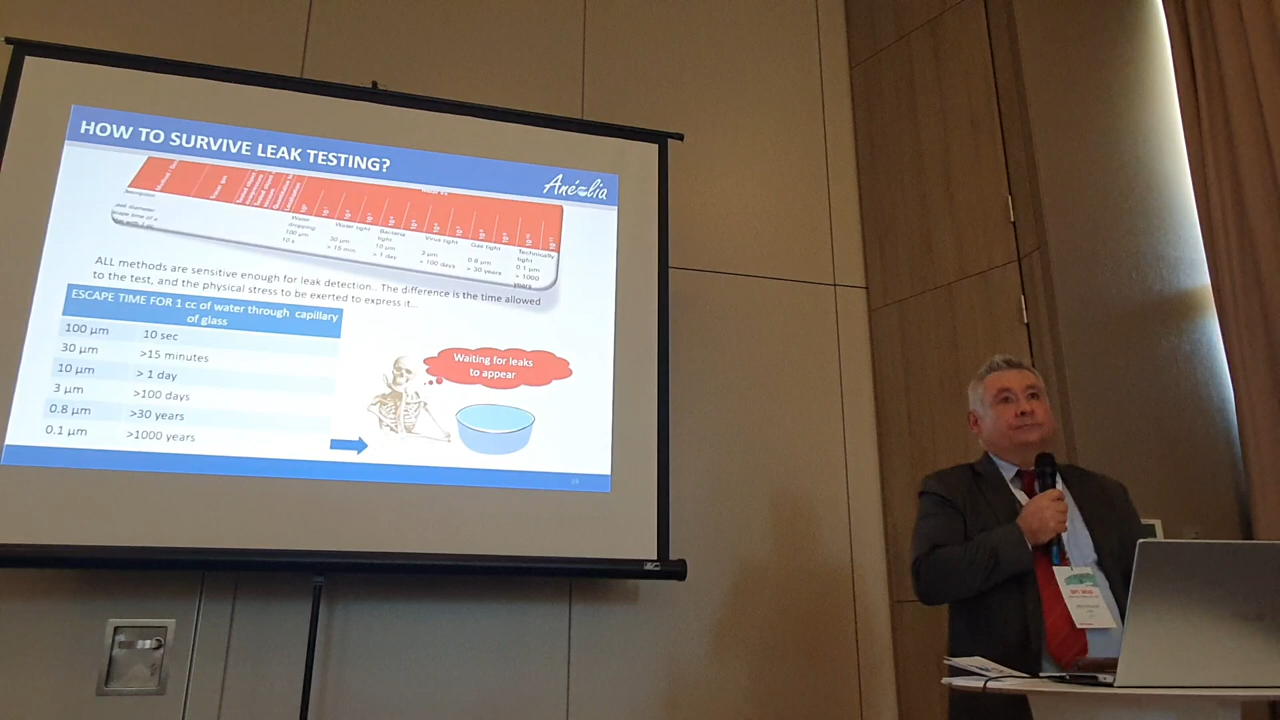 HOW TO SURVIVE LEAK TESTING?
Anéolia
Water dropping 100 µm 10 s
Water tight 30 µm > 15 min
Bacteria tight 10 µm > 1 day
Virus tight 3 µm > 100 days
Gas tight 0.8 µm > 30 years
Technically tight 0.1 µm > 1000 years
ALL methods are sensitive enough for leak detection.. The difference is the time allowed
to the test, and the physical stress to be exerted to express it...
ESCAPE TIME FOR 1 cc of water through capillary
of glass
100 µm 10 sec
30 µm >15 minutes
10 µm > 1 day
3 µm >100 days
0.8 µm >30 years
0.1 µm >1000 years
Waiting for leaks
to appear